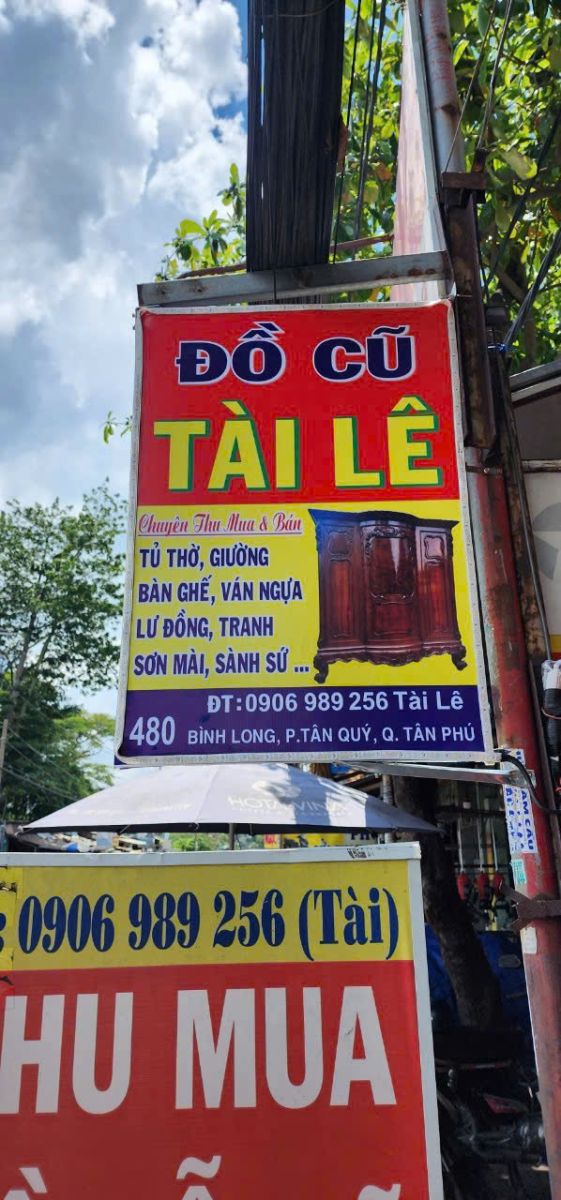 ĐỒ CŨ
TÀI LÊ
Chuyên Thu Mua & Bán
TỦ THỜ, GIƯỜNG
BÀN GHẾ, VÁN NGỰA
LƯ ĐỒNG, TRANH
SƠN MÀI, SÀNH SỨ ...
ĐT:0906 989 256 Tài Lê
480 BÌNH LONG, P.TÂN QUÝ, Q. TÂN PHÚ
: 0906 989 256 (Tài)
HU MUA